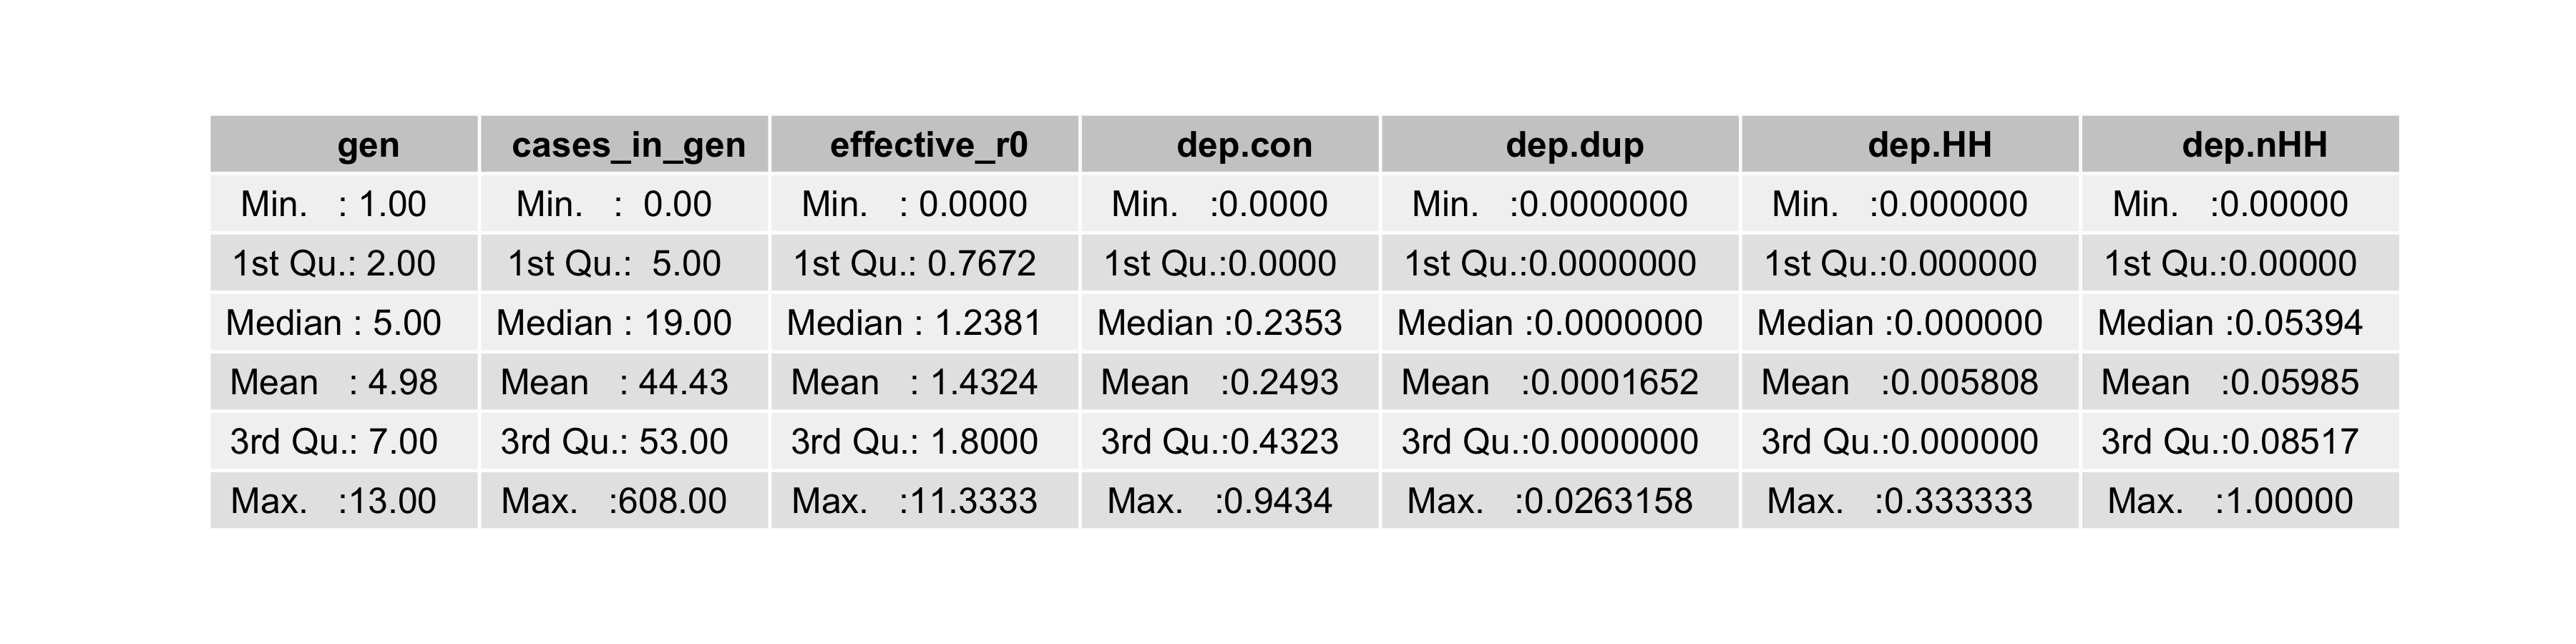 gen cases_in_gen effective_r0 dep.con dep.dup dep.HH dep.nHH
Min. : 1.00 Min. : 0.00 Min. : 0.0000 Min. :0.0000 Min. :0.0000000 Min. :0.000000 Min. :0.00000
1st Qu.: 2.00 1st Qu.: 5.00 1st Qu.: 0.7672 1st Qu.:0.0000 1st Qu.:0.0000000 1st Qu.:0.000000 1st Qu.:0.00000
Median : 5.00 Median : 19.00 Median : 1.2381 Median :0.2353 Median :0.0000000 Median :0.000000 Median :0.05394
Mean : 4.98 Mean : 44.43 Mean : 1.4324 Mean :0.2493 Mean :0.0001652 Mean :0.005808 Mean :0.05985
3rd Qu.: 7.00 3rd Qu.: 53.00 3rd Qu.: 1.8000 3rd Qu.:0.4323 3rd Qu.:0.0000000 3rd Qu.:0.000000 3rd Qu.:0.08517
Max. :13.00 Max. :608.00 Max. :11.3333 Max. :0.9434 Max. :0.0263158 Max. :0.333333 Max. :1.00000